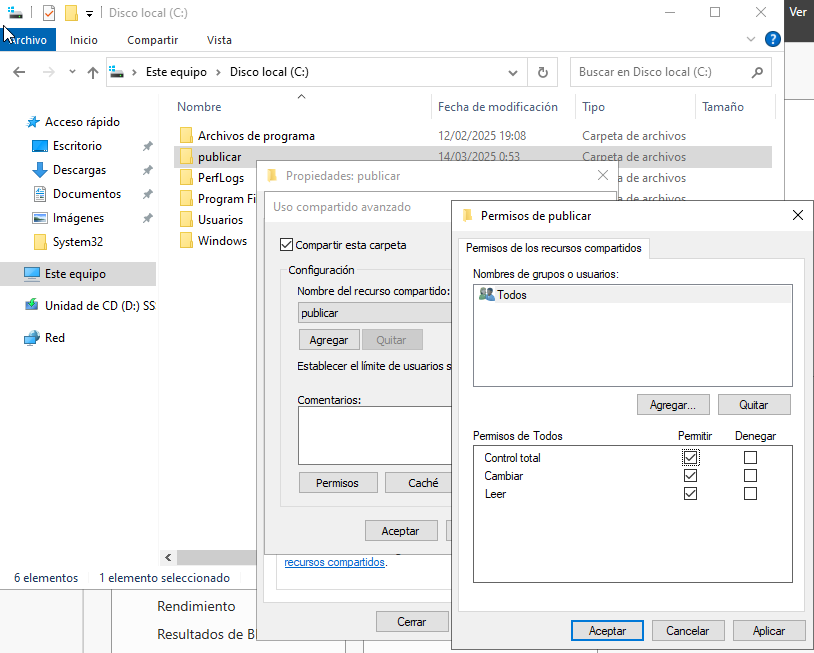 Disco local (C:)
Ver
Archivo Inicio Compartir Vista
Este equipo > Disco local (C:)
Buscar en Disco local (C:)
Nombre Fecha de modificación Tipo Tamaño
Archivos de programa 12/02/2025 19:08 Carpeta de archivos
publicar 14/03/2025 0:53 Carpeta de archivos
PerfLogs a de archivos
Program Fi a de archivos
Usuarios
Windows
Acceso rápido
Escritorio
Descargas
Documentos
Imágenes
System32
Este equipo
Unidad de CD (D:) SS
Red
6 elementos 1 elemento seleccionado
Rendimiento
Resultados de B
Propiedades: publicar
Uso compartido avanzado
Compartir esta carpeta
Configuración
Nombre del recurso compartido:
publicar
Agregar Quitar
Establecer el límite de usuarios s
Comentarios:
Permisos Caché
Aceptar
recursos compartidos.
Cerrar
Permisos de publicar
Permisos de los recursos compartidos
Nombres de grupos o usuarios:
Todos
Agregar... Quitar
Permisos de Todos Permitir Denegar
Control total
Cambiar
Leer
Aceptar Cancelar Aplicar